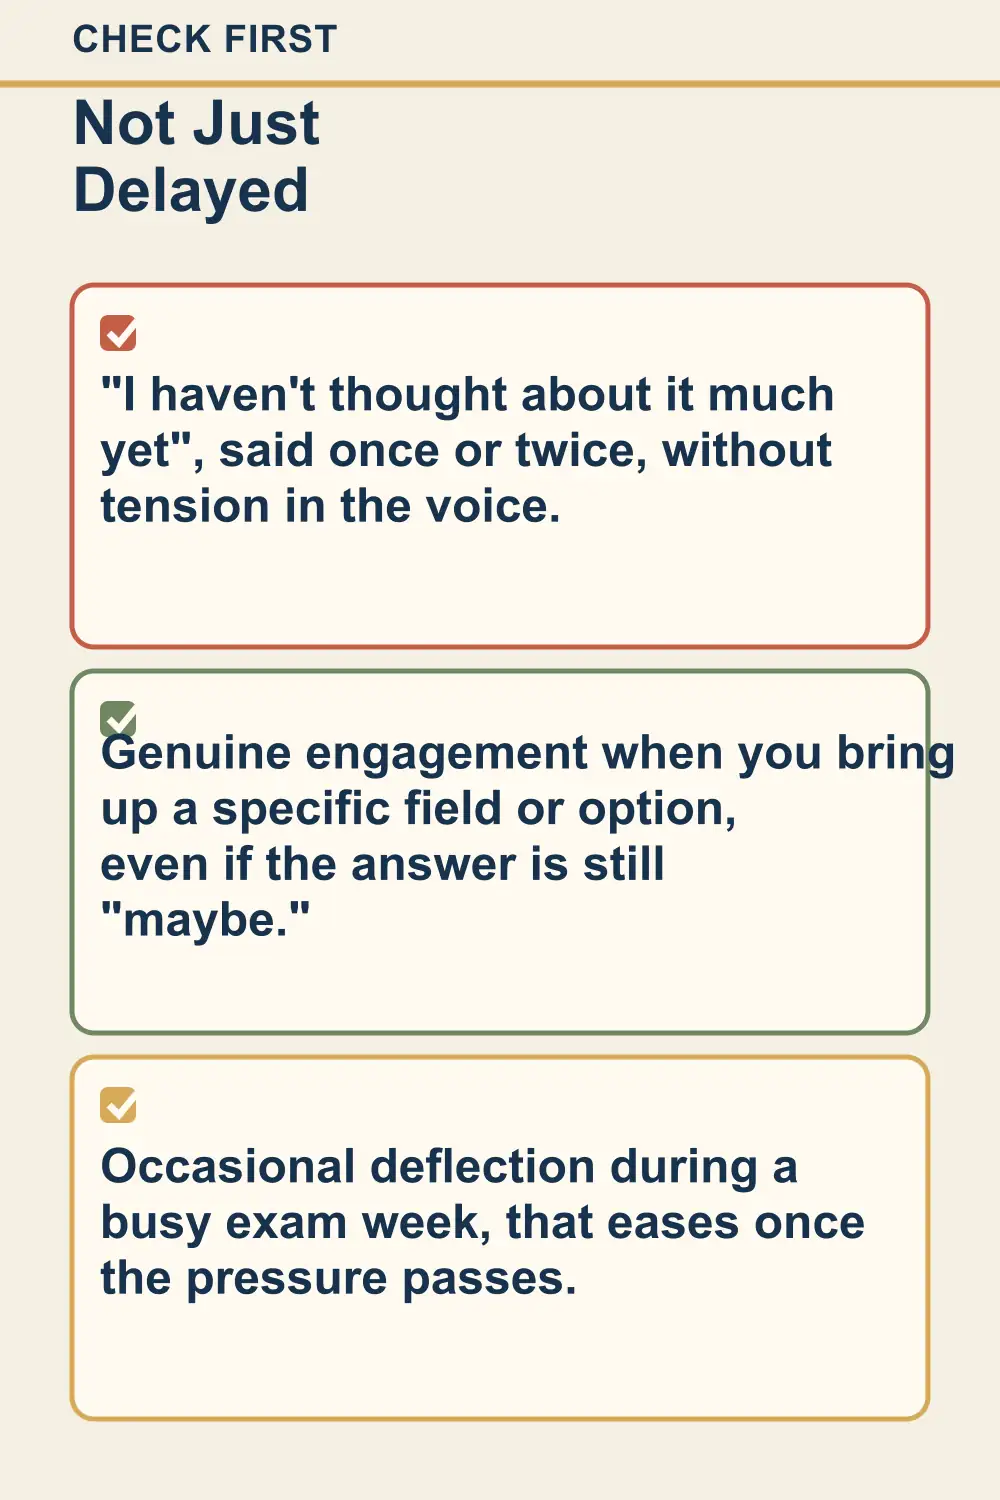 CHECK FIRST
Not Just
Delayed
"I haven't thought about it much
yet", said once or twice, without
tension in the voice.
Genuine engagement when you bring
up a specific field or option,
even if the answer is still
"maybe."
Occasional deflection during a
busy exam week, that eases once
the pressure passes.